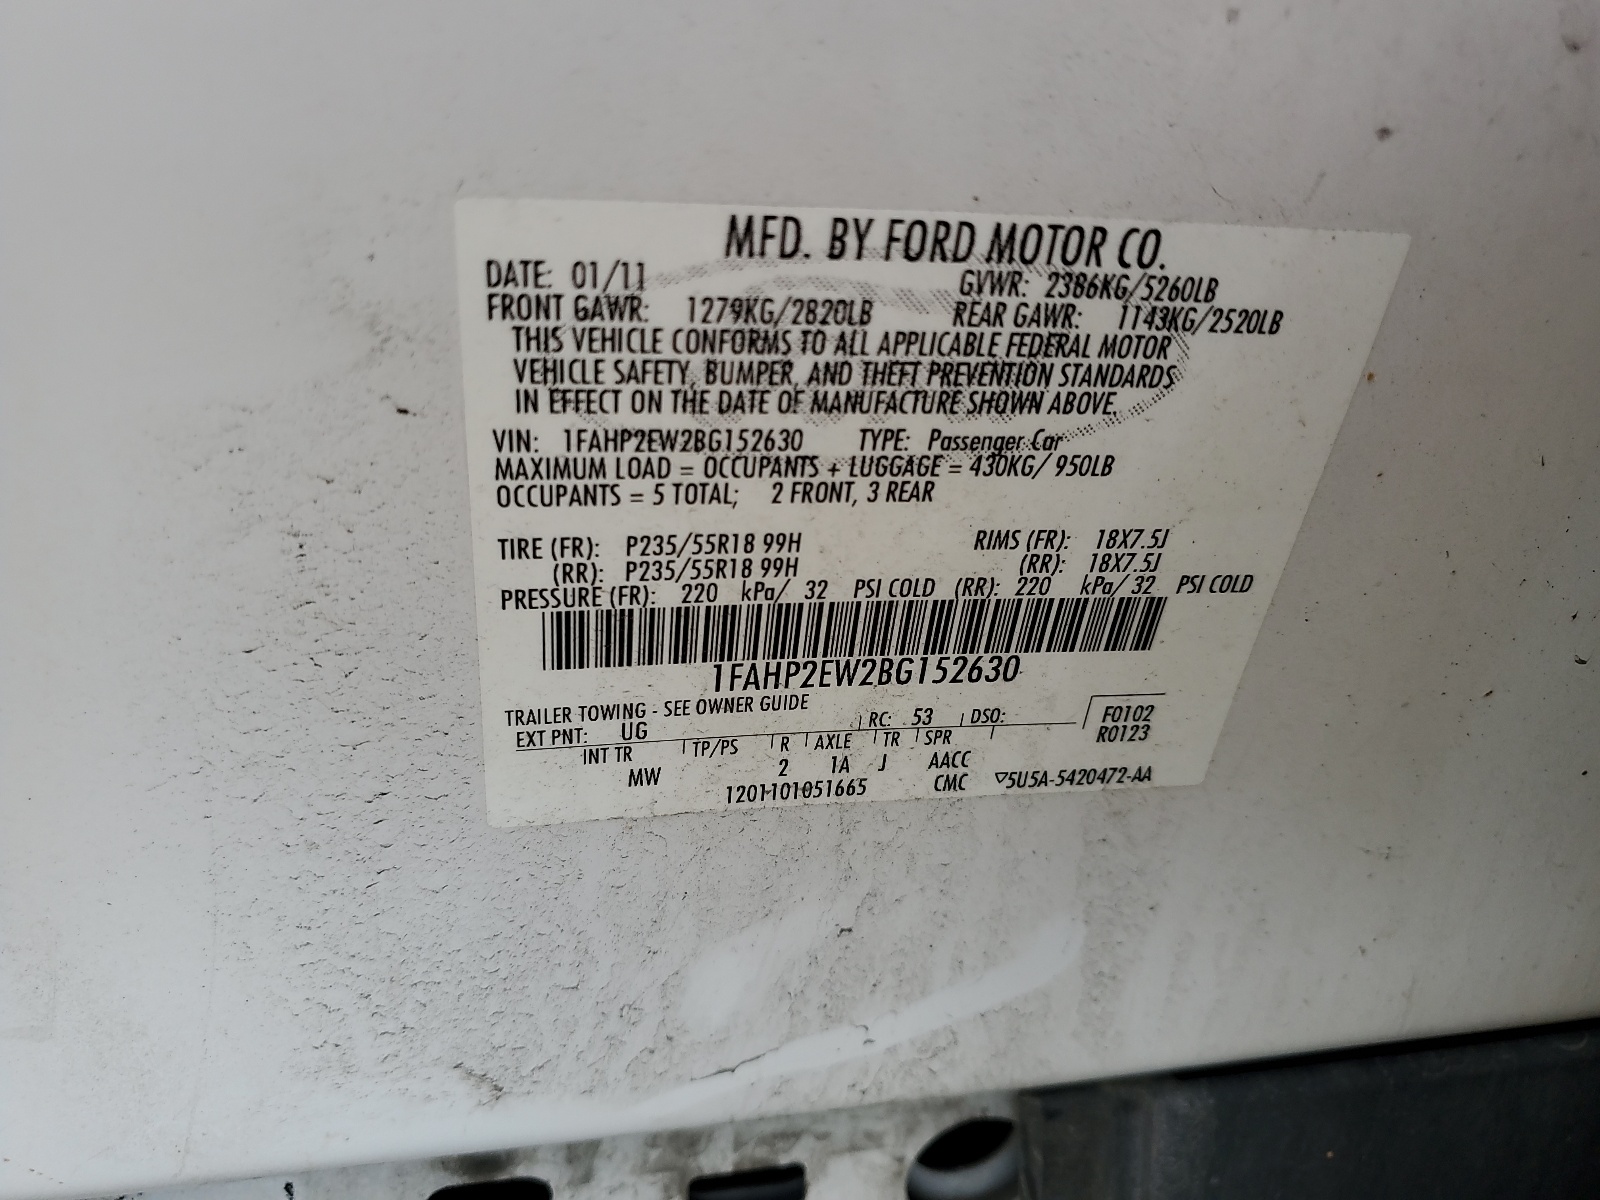 MFD. BY FORD MOTOR CO.
DATE: 01/11 GVWR: 2386KG/5260LB
FRONT GAWR: 1279KG/2820LB REAR GAWR: 1143KG/2520LB
THIS VEHICLE CONFORMS TO ALL APPLICABLE FEDERAL MOTOR
VEHICLE SAFETY, BUMPER, AND THEFT PREVENTION STANDARDS
IN EFFECT ON THE DATE OF MANUFACTURE SHOWN ABOVE.
VIN: 1FAHP2EW2BG152630 TYPE: Passenger Car
MAXIMUM LOAD = OCCUPANTS + LUGGAGE = 430KG/ 950LB
OCCUPANTS = 5 TOTAL; 2 FRONT, 3 REAR
TIRE (FR): P235/55R18 99H RIMS (FR): 18X7.5J
(RR): P235/55R18 99H (RR): 18X7.5J
PRESSURE (FR): 220 kPa/ 32 PSI COLD (RR): 220 kPa/ 32 PSI COLD
1FAHP2EW2BG152630
TRAILER TOWING - SEE OWNER GUIDE
EXT PNT: UG RC: 53 DSO: F0102
R0123
INT TR TP/PS R AXLE TR SPR
MW 2 1A J AACC
1201101051665 CMC ▽5U5A-5420472-AA